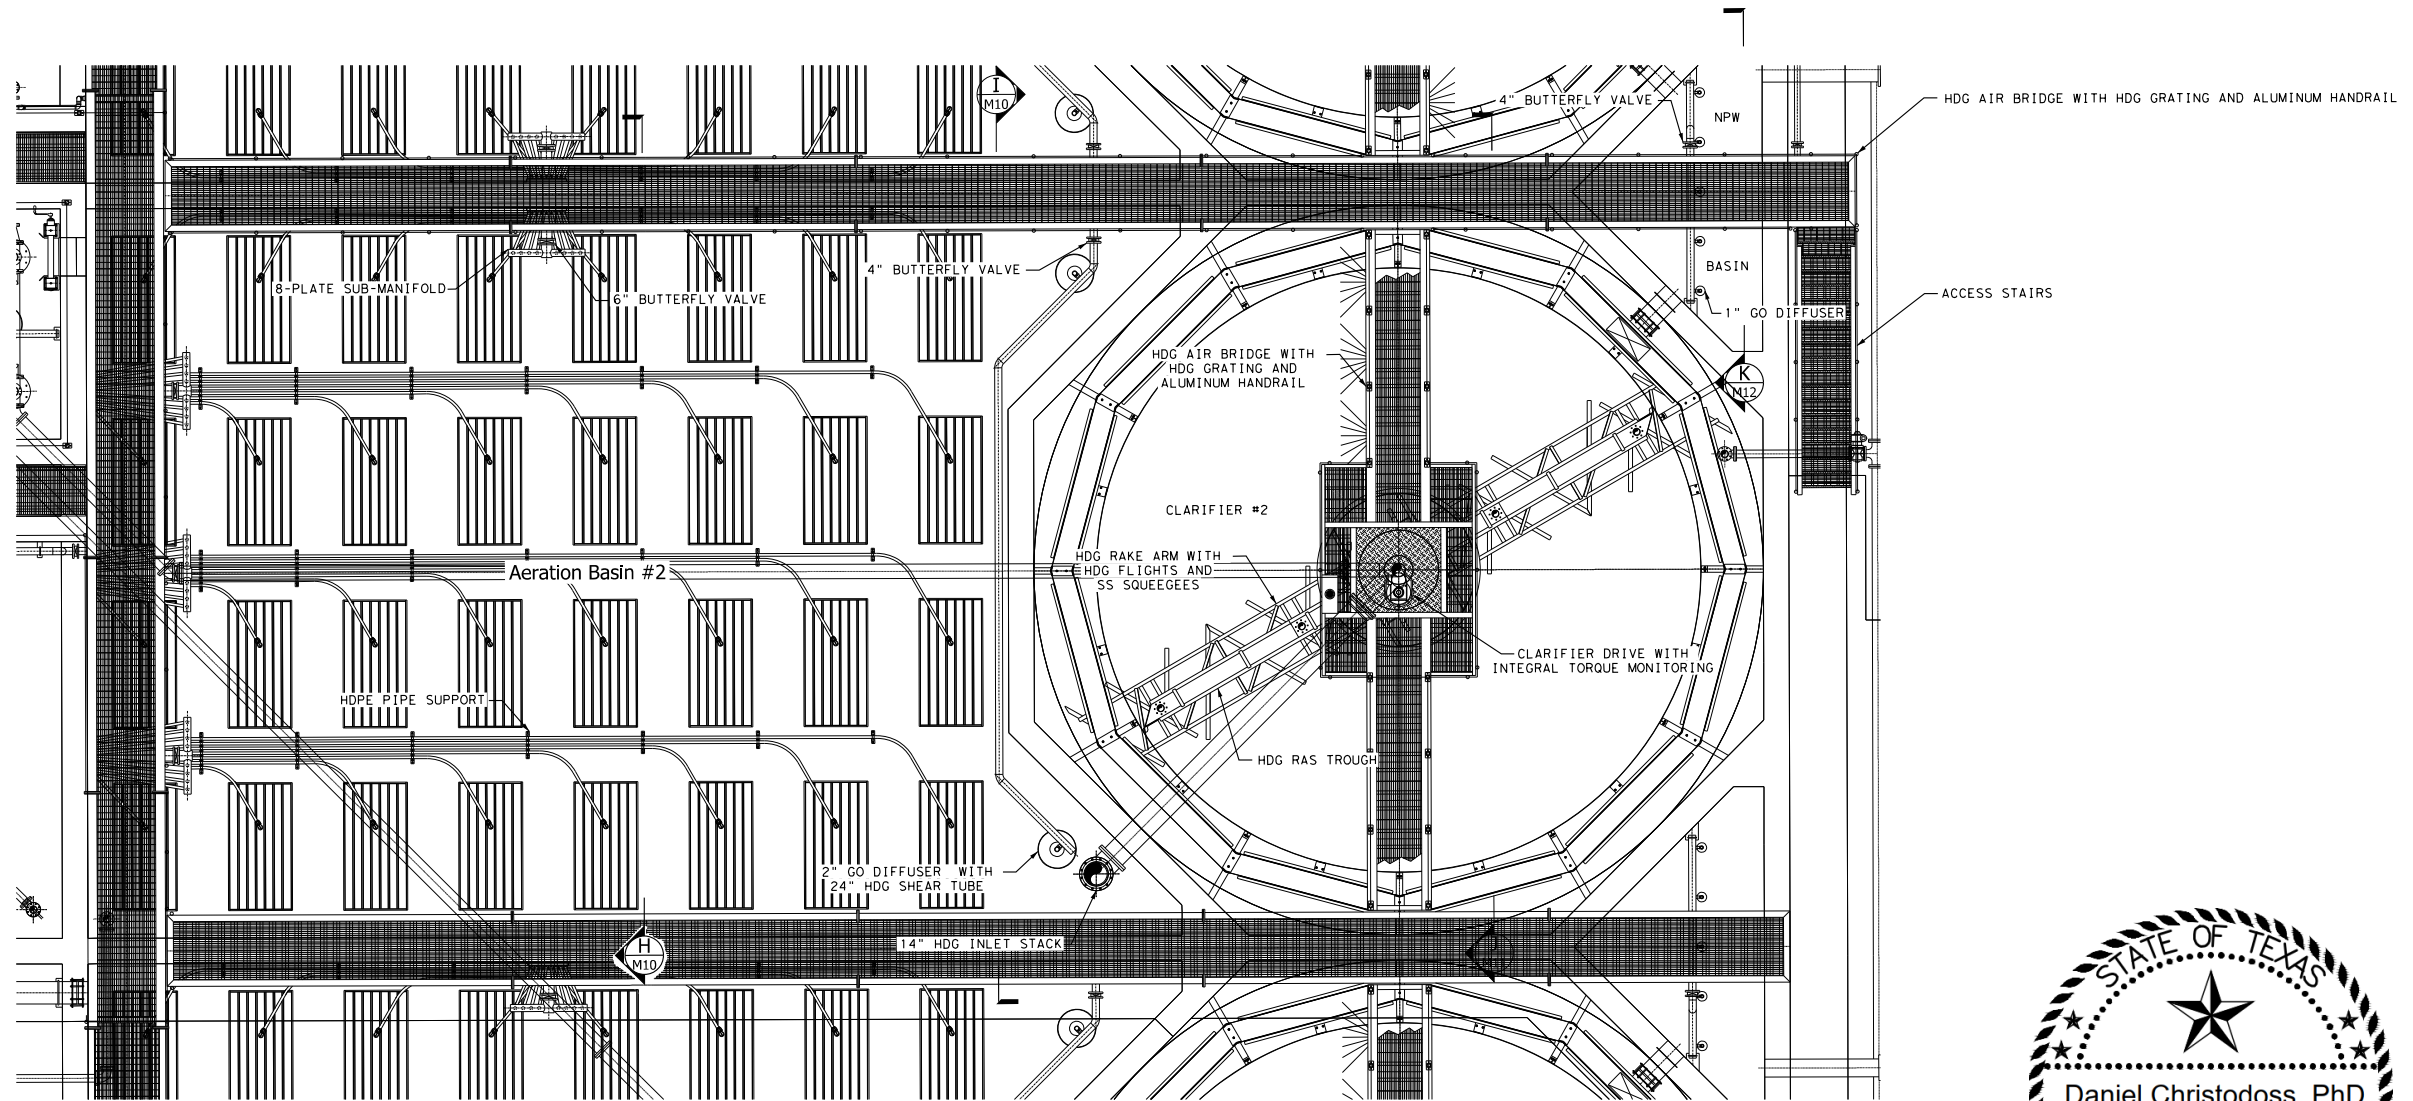 I
M10
4" BUTTERFLY VALVE
NPW
HDG AIR BRIDGE WITH HDG GRATING AND ALUMINUM HANDRAIL
8-PLATE SUB-MANIFOLD
6" BUTTERFLY VALVE
4" BUTTERFLY VALVE
BASIN
1" GO DIFFUSER
ACCESS STAIRS
HDG AIR BRIDGE WITH
HDG GRATING AND
ALUMINUM HANDRAIL
K
M12
CLARIFIER #2
Aeration Basin #2
HDG RAKE ARM WITH
HDG FLIGHTS AND
SS SQUEEGEES
CLARIFIER DRIVE WITH
INTEGRAL TORQUE MONITORING
HDPE PIPE SUPPORT
HDG RAS TROUGH
2" GO DIFFUSER WITH
24" HDG SHEAR TUBE
14" HDG INLET STACK
H
M10
STATE OF TEXAS
Daniel Christodoss, PhD